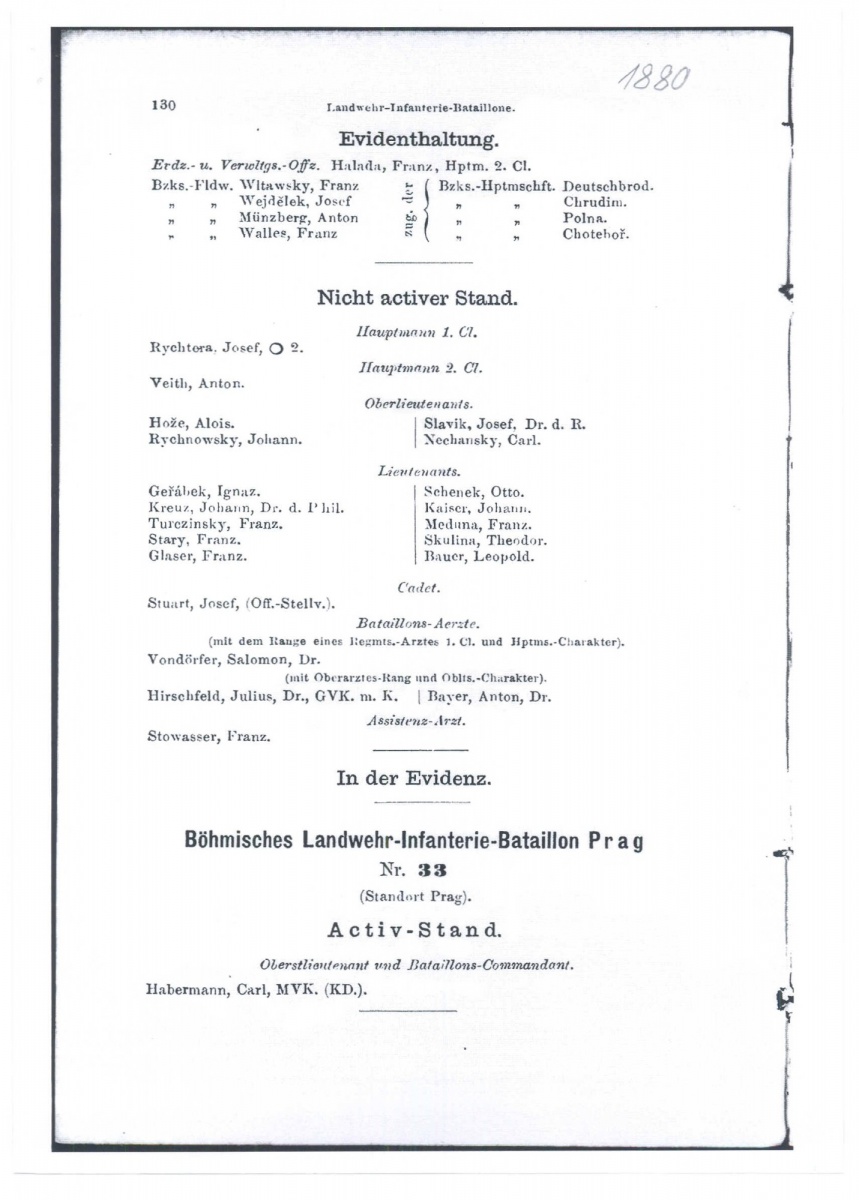 1880
130 Landwehr-Infanterie-Bataillone.
Evidenthaltung.
Erdz.- u. Verwltgs.-Offz. Halada, Franz, Hptm. 2. Cl.
Bzks.-Fldw. Wltawsky, Franz zug. der Bzks.-Hptmschft. Deutschbrod.
„ „ Wejdělek, Josef „ „ Chrudim.
„ „ Münzberg, Anton „ „ Polna.
„ „ Walles, Franz „ „ Chotehoř.
Nicht activer Stand.
Hauptmann 1. Cl.
Rychtera, Josef, O 2.
Hauptmann 2. Cl.
Veith, Anton.
Oberlieutenants.
Hože, Alois. | Slavik, Josef, Dr. d. R.
Rychnowsky, Johann. | Nechansky, Carl.
Lieutenants.
Geřábek, Ignaz. | Schenek, Otto.
Kreuz, Johann, Dr. d. Phil. | Kaiser, Johann.
Turczinsky, Franz. | Meduna, Franz.
Stary, Franz. | Skulina, Theodor.
Glaser, Franz. | Bauer, Leopold.
Cadet.
Stuart, Josef, (Off.-Stellv.).
Bataillons-Aerzte.
(mit dem Range eines Regmts.-Arztes 1. Cl. und Hptms.-Charakter).
Vondörfer, Salomon, Dr.
(mit Oberarztes-Rang und Oblts.-Charakter).
Hirschfeld, Julius, Dr., GVK. m. K. | Bayer, Anton, Dr.
Assistenz-Arzt.
Stowasser, Franz.
In der Evidenz.
Böhmisches Landwehr-Infanterie-Bataillon Prag
Nr. 33
(Standort Prag).
Activ-Stand.
Oberstlieutenant und Bataillons-Commandant.
Habermann, Carl, MVK. (KD.).